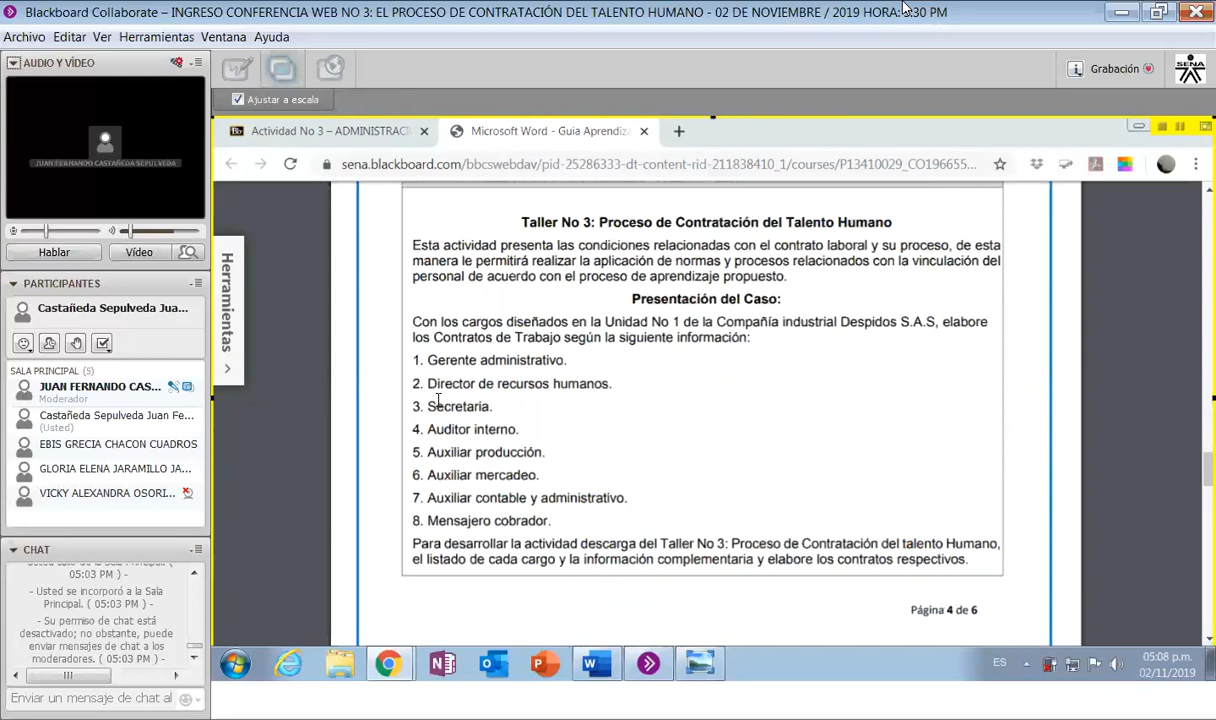 Blackboard Collaborate – INGRESO CONFERENCIA WEB NO 3: EL PROCESO DE CONTRATACIÓN DEL TALENTO HUMANO - 02 DE NOVIEMBRE / 2019 HORA: :30 PM
Archivo Editar Ver Herramientas Ventana Ayuda
AUDIO Y VÍDEO
Grabación
SENA
Ajustar a escala
Actividad No 3 – ADMINISTRACI
Microsoft Word - Guia Aprendiza
sena.blackboard.com/bbcswebdav/pid-25286333-dt-content-rid-211838410_1/courses/P13410029_CO196655...
JUAN FERNANDO CASTAÑEDA SEPULVEDA
Hablar
Vídeo
PARTICIPANTES
Castañeda Sepulveda Jua...
SALA PRINCIPAL (5)
JUAN FERNANDO CAS...
Moderador
Castañeda Sepulveda Juan Fe...
(Usted)
EBIS GRECIA CHACON CUADROS
GLORIA ELENA JARAMILLO JA...
VICKY ALEXANDRA OSORI...
CHAT
05:03 PM ) -
- Usted se incorporó a la Sala
Principal. ( 05:03 PM ) -
- Su permiso de chat está
desactivado; no obstante, puede
enviar mensajes de chat a los
moderadores. ( 05:03 PM ) -
Enviar un mensaje de chat al
Herramientas
Taller No 3: Proceso de Contratación del Talento Humano
Esta actividad presenta las condiciones relacionadas con el contrato laboral y su proceso, de esta
manera le permitirá realizar la aplicación de normas y procesos relacionados con la vinculación del
personal de acuerdo con el proceso de aprendizaje propuesto.
Presentación del Caso:
Con los cargos diseñados en la Unidad No 1 de la Compañía industrial Despidos S.A.S, elabore
los Contratos de Trabajo según la siguiente información:
1. Gerente administrativo.
2. Director de recursos humanos.
3. Secretaria.
4. Auditor interno.
5. Auxiliar producción.
6. Auxiliar mercadeo.
7. Auxiliar contable y administrativo.
8. Mensajero cobrador.
Para desarrollar la actividad descarga del Taller No 3: Proceso de Contratación del talento Humano,
el listado de cada cargo y la información complementaria y elabore los contratos respectivos.
Página 4 de 6
ES
05:08 p.m.
02/11/2019